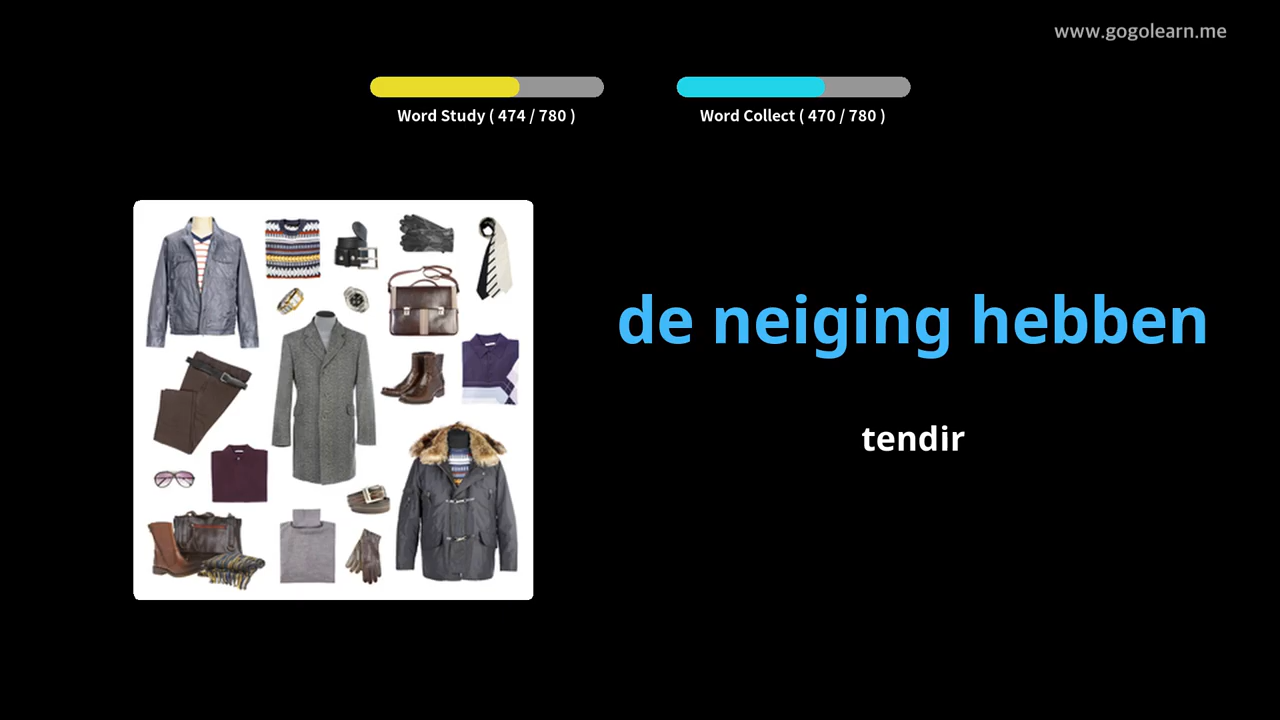 www.gogolearn.me
Word Study ( 474 / 780 )
Word Collect ( 470 / 780 )
de neiging hebben
tendir